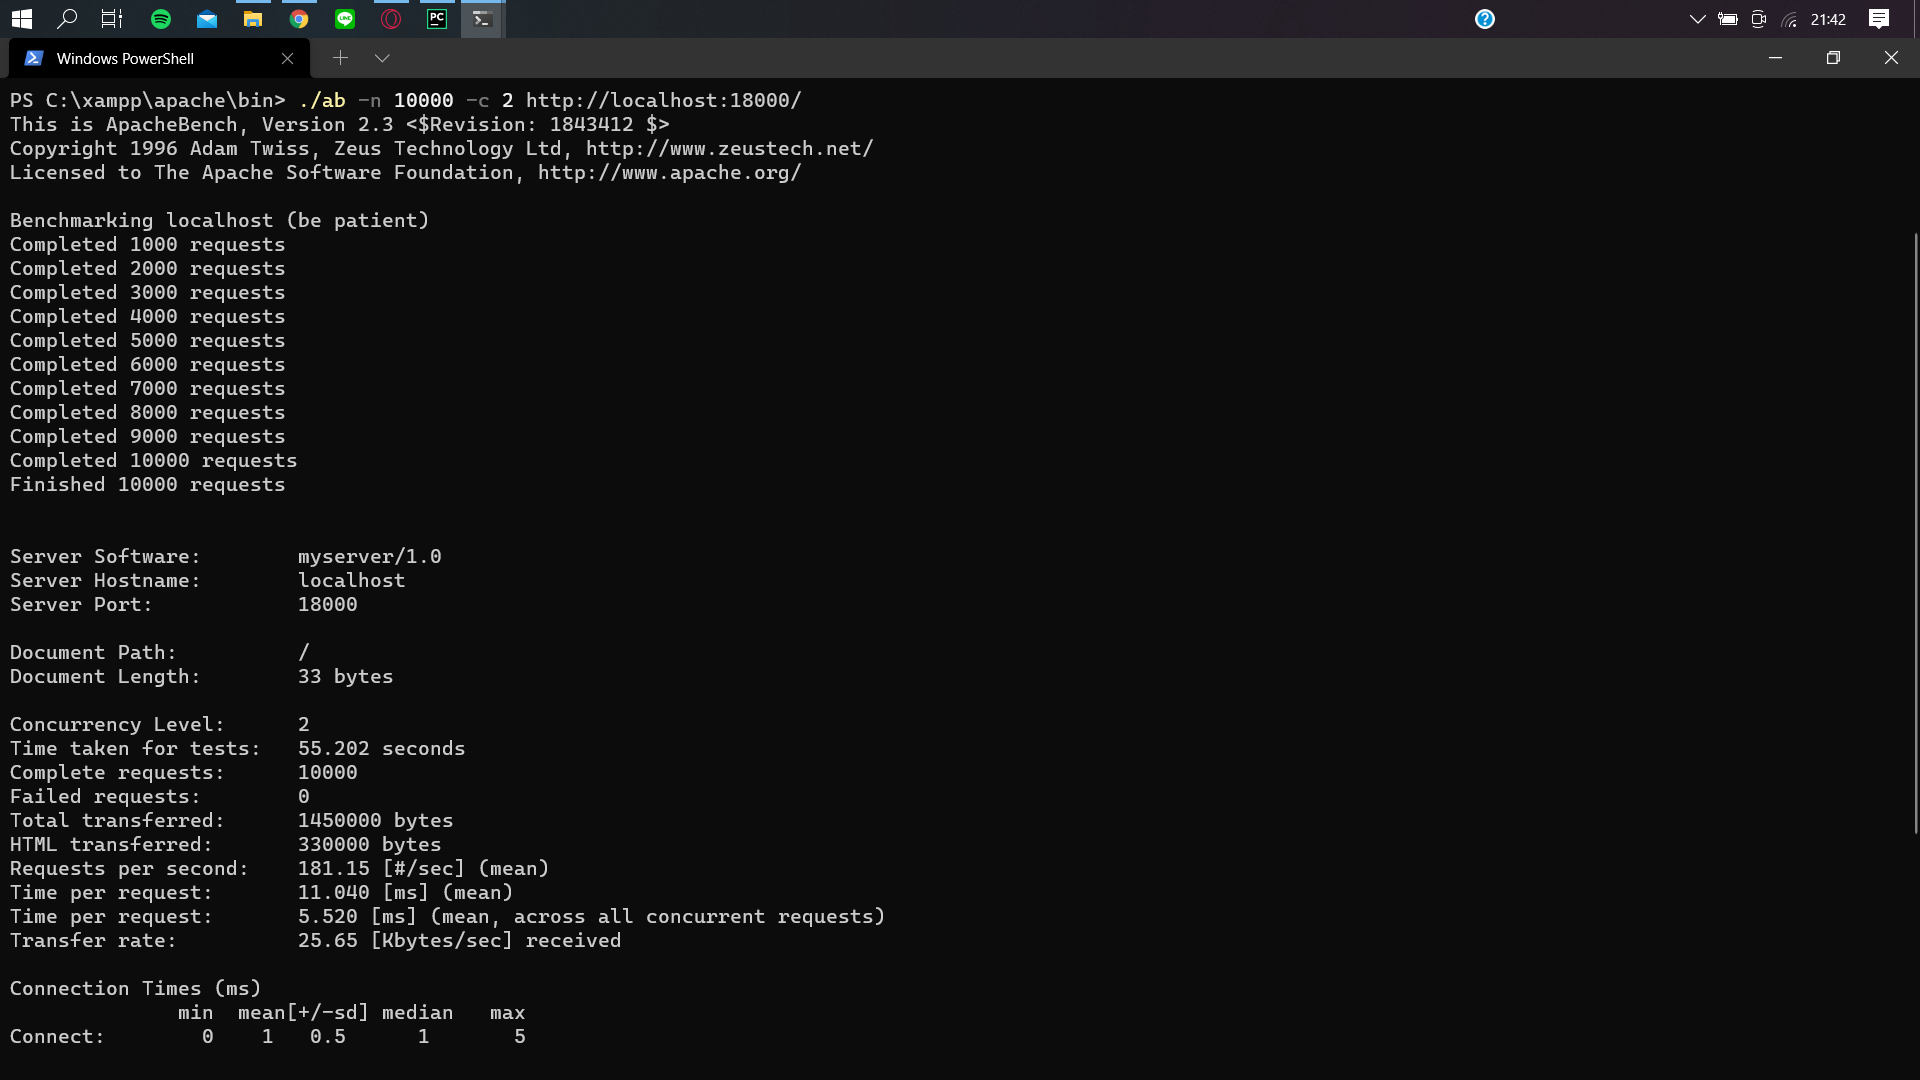 LINE
PC
21:42
Windows PowerShell
PS C:\xampp\apache\bin> ./ab -n 10000 -c 2 http://localhost:18000/
This is ApacheBench, Version 2.3 <$Revision: 1843412 $>
Copyright 1996 Adam Twiss, Zeus Technology Ltd, http://www.zeustech.net/
Licensed to The Apache Software Foundation, http://www.apache.org/

Benchmarking localhost (be patient)
Completed 1000 requests
Completed 2000 requests
Completed 3000 requests
Completed 4000 requests
Completed 5000 requests
Completed 6000 requests
Completed 7000 requests
Completed 8000 requests
Completed 9000 requests
Completed 10000 requests
Finished 10000 requests

Server Software:        myserver/1.0
Server Hostname:        localhost
Server Port:            18000

Document Path:          /
Document Length:        33 bytes

Concurrency Level:      2
Time taken for tests:   55.202 seconds
Complete requests:      10000
Failed requests:        0
Total transferred:      1450000 bytes
HTML transferred:       330000 bytes
Requests per second:    181.15 [#/sec] (mean)
Time per request:       11.040 [ms] (mean)
Time per request:       5.520 [ms] (mean, across all concurrent requests)
Transfer rate:          25.65 [Kbytes/sec] received

Connection Times (ms)
              min  mean[+/-sd] median   max
Connect:        0    1   0.5      1       5